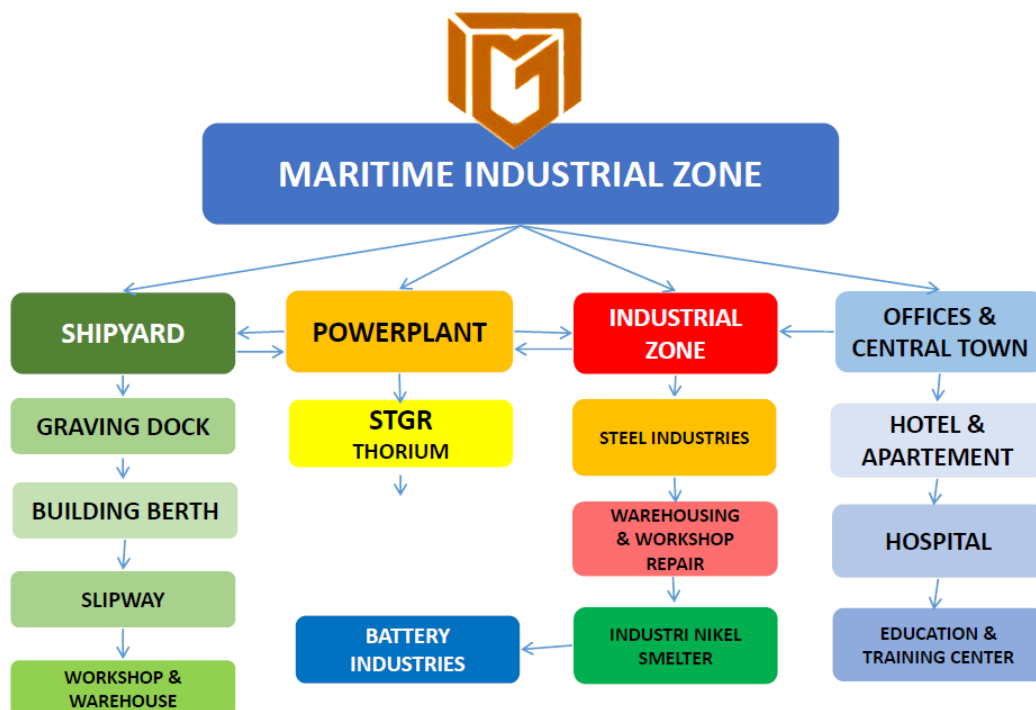 MARITIME INDUSTRIAL ZONE
SHIPYARD
POWERPLANT
INDUSTRIAL
ZONE
OFFICES &
CENTRAL TOWN
GRAVING DOCK
STGR
THORIUM
STEEL INDUSTRIES
HOTEL &
APARTEMENT
BUILDING BERTH
WAREHOUSING
& WORKSHOP
REPAIR
HOSPITAL
SLIPWAY
BATTERY
INDUSTRIES
INDUSTRI NIKEL
SMELTER
EDUCATION &
TRAINING CENTER
WORKSHOP &
WAREHOUSE